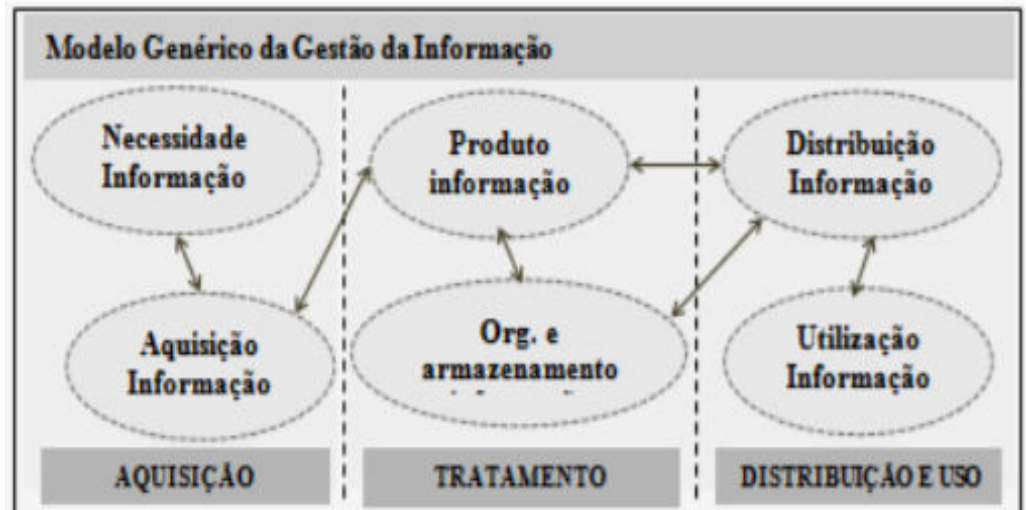 Modelo Genérico da Gestão da Informação
Necessidade
Informação
Aquisição
Informação
AQUISIÇÃO
Produto
informação
Org. e
armazenamento
TRATAMENTO
Distribuição
Informação
Utilização
Informação
DISTRIBUIÇÃO E USO